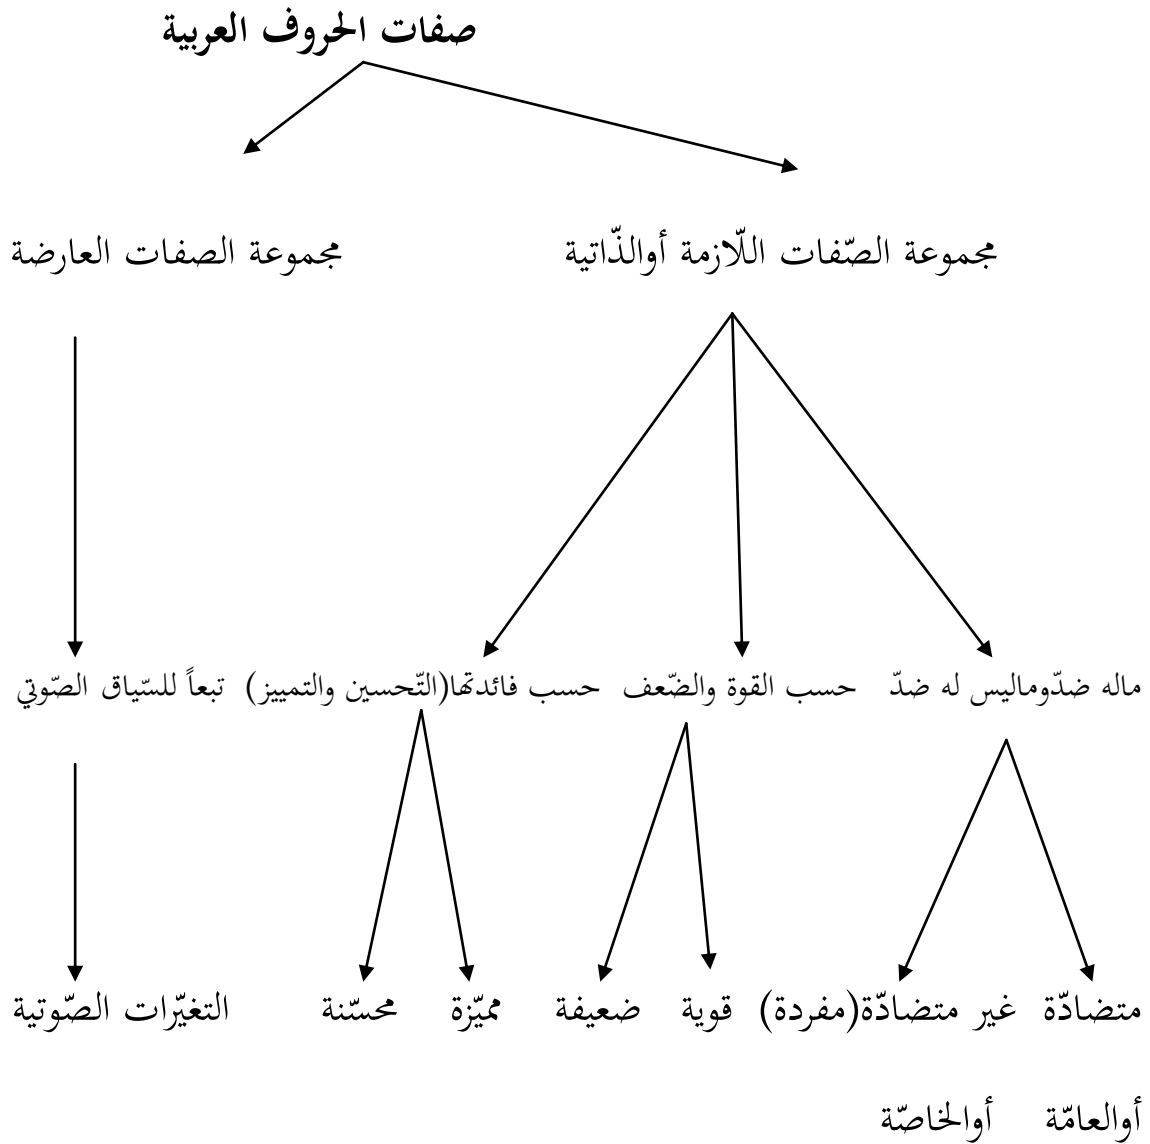 صفات الحروف العربية
مجموعة الصّفات اللّازمة أوالذّاتية مجموعة الصفات العارضة
ماله ضدّوماليس له ضدّ حسب القوة والضّعف حسب فائدتها(التّحسين والتمييز) تبعاً للسّياق الصّوتي
متضادّة غير متضادّة(مفردة) قوية ضعيفة مميّزة محسّنة التغيّرات الصّوتية
أوالعامّة أوالخاصّة